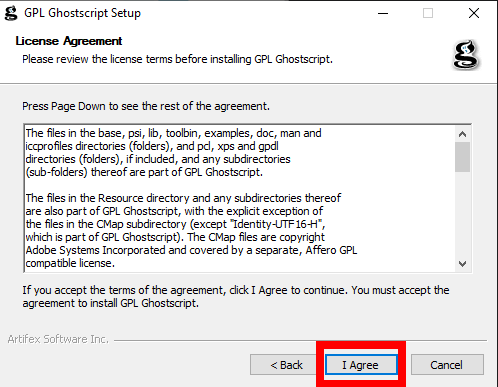 GPL Ghostscript Setup
License Agreement
Please review the license terms before installing GPL Ghostscript.
Press Page Down to see the rest of the agreement.
The files in the base, psi, lib, toolbin, examples, doc, man and
iccprofiles directories (folders), and pcl, xps and gpdl
directories (folders), if included, and any subdirectories
(sub-folders) thereof are part of GPL Ghostscript.
The files in the Resource directory and any subdirectories thereof
are also part of GPL Ghostscript, with the explicit exception of
the files in the CMap subdirectory (except "Identity-UTF16-H",
which is part of GPL Ghostscript). The CMap files are copyright
Adobe Systems Incorporated and covered by a separate, Affero GPL
compatible license.
If you accept the terms of the agreement, click I Agree to continue. You must accept the
agreement to install GPL Ghostscript.
Artifex Software Inc.
< Back I Agree Cancel